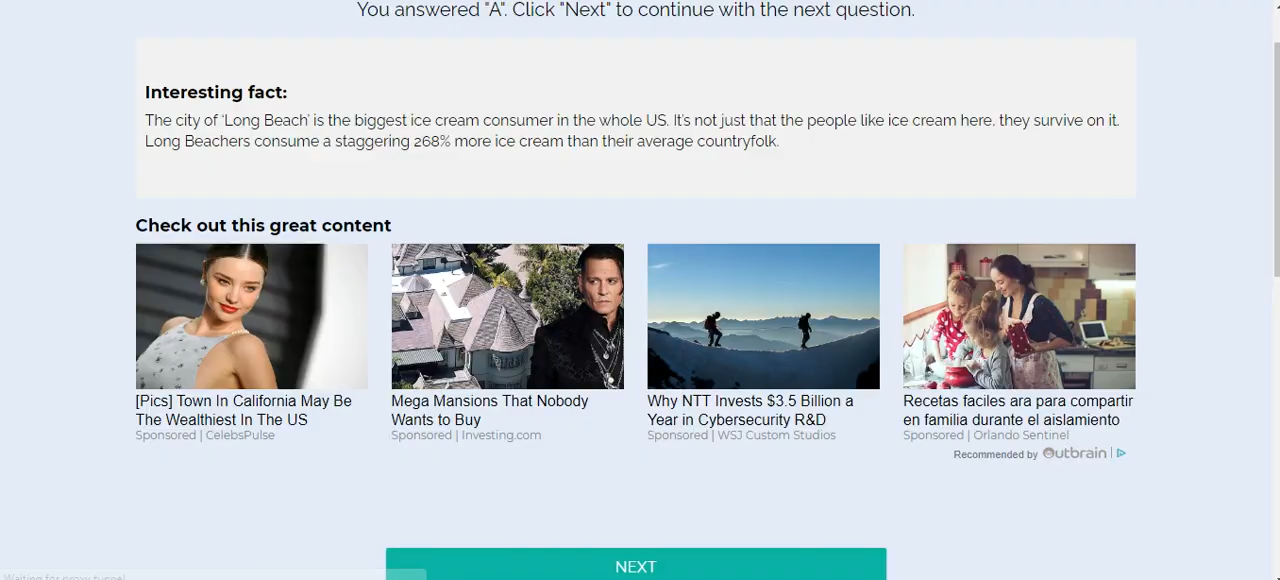 You answered "A". Click "Next" to continue with the next question.
Interesting fact:
The city of ‘Long Beach’ is the biggest ice cream consumer in the whole US. It's not just that the people like ice cream here, they survive on it.
Long Beachers consume a staggering 268% more ice cream than their average countryfolk.
Check out this great content
[Pics] Town In California May Be
The Wealthiest In The US
Sponsored | CelebsPulse
Mega Mansions That Nobody
Wants to Buy
Sponsored | Investing.com
Why NTT Invests $3.5 Billion a
Year in Cybersecurity R&D
Sponsored | WSJ Custom Studios
Recetas faciles ara para compartir
en familia durante el aislamiento
Sponsored | Orlando Sentinel
Recommended by Outbrain
NEXT
Waiting for proxy tunnel